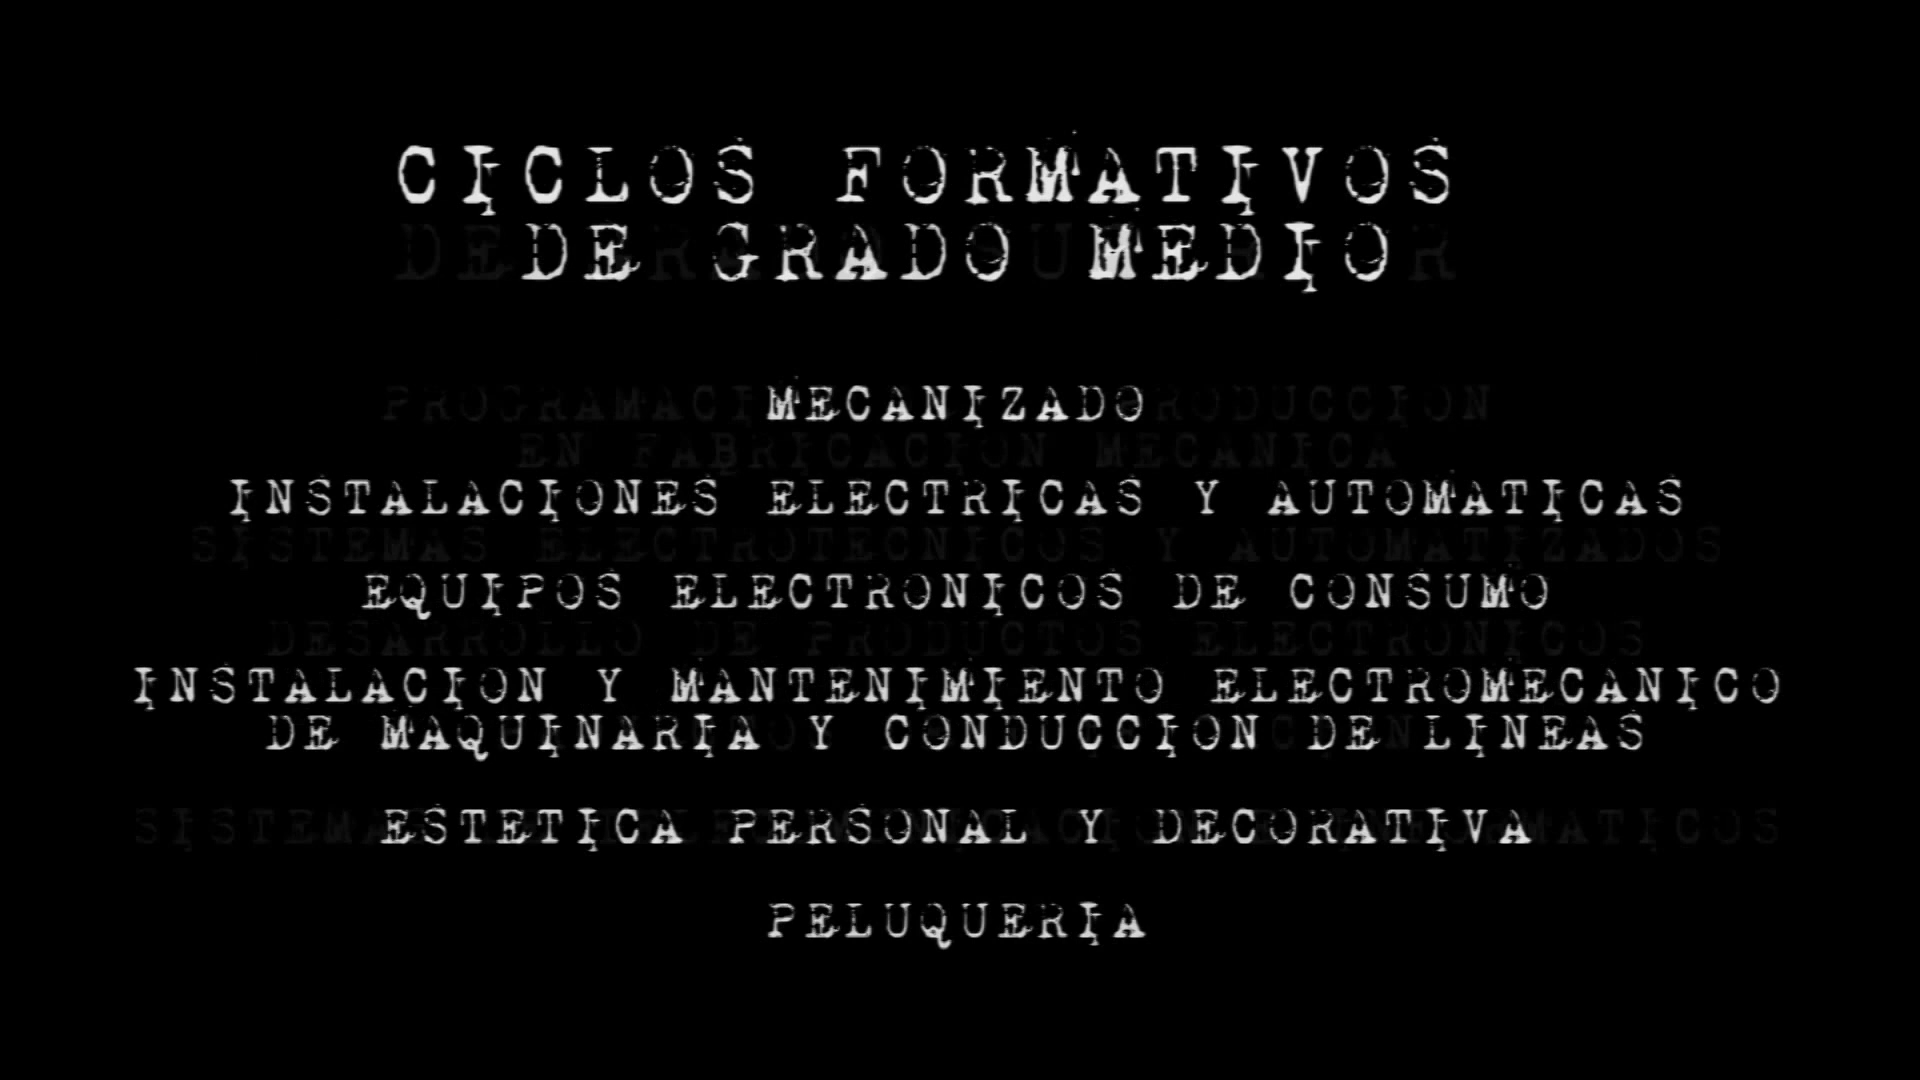 CICLOS FORMATIVOS
DE GRADO MEDIO
MECANIZADO
INSTALACIONES ELECTRICAS Y AUTOMATICAS
EQUIPOS ELECTRONICOS DE CONSUMO
INSTALACION Y MANTENIMIENTO ELECTROMECANICO
DE MAQUINARIA Y CONDUCCION DE LINEAS
ESTETICA PERSONAL Y DECORATIVA
PELUQUERIA